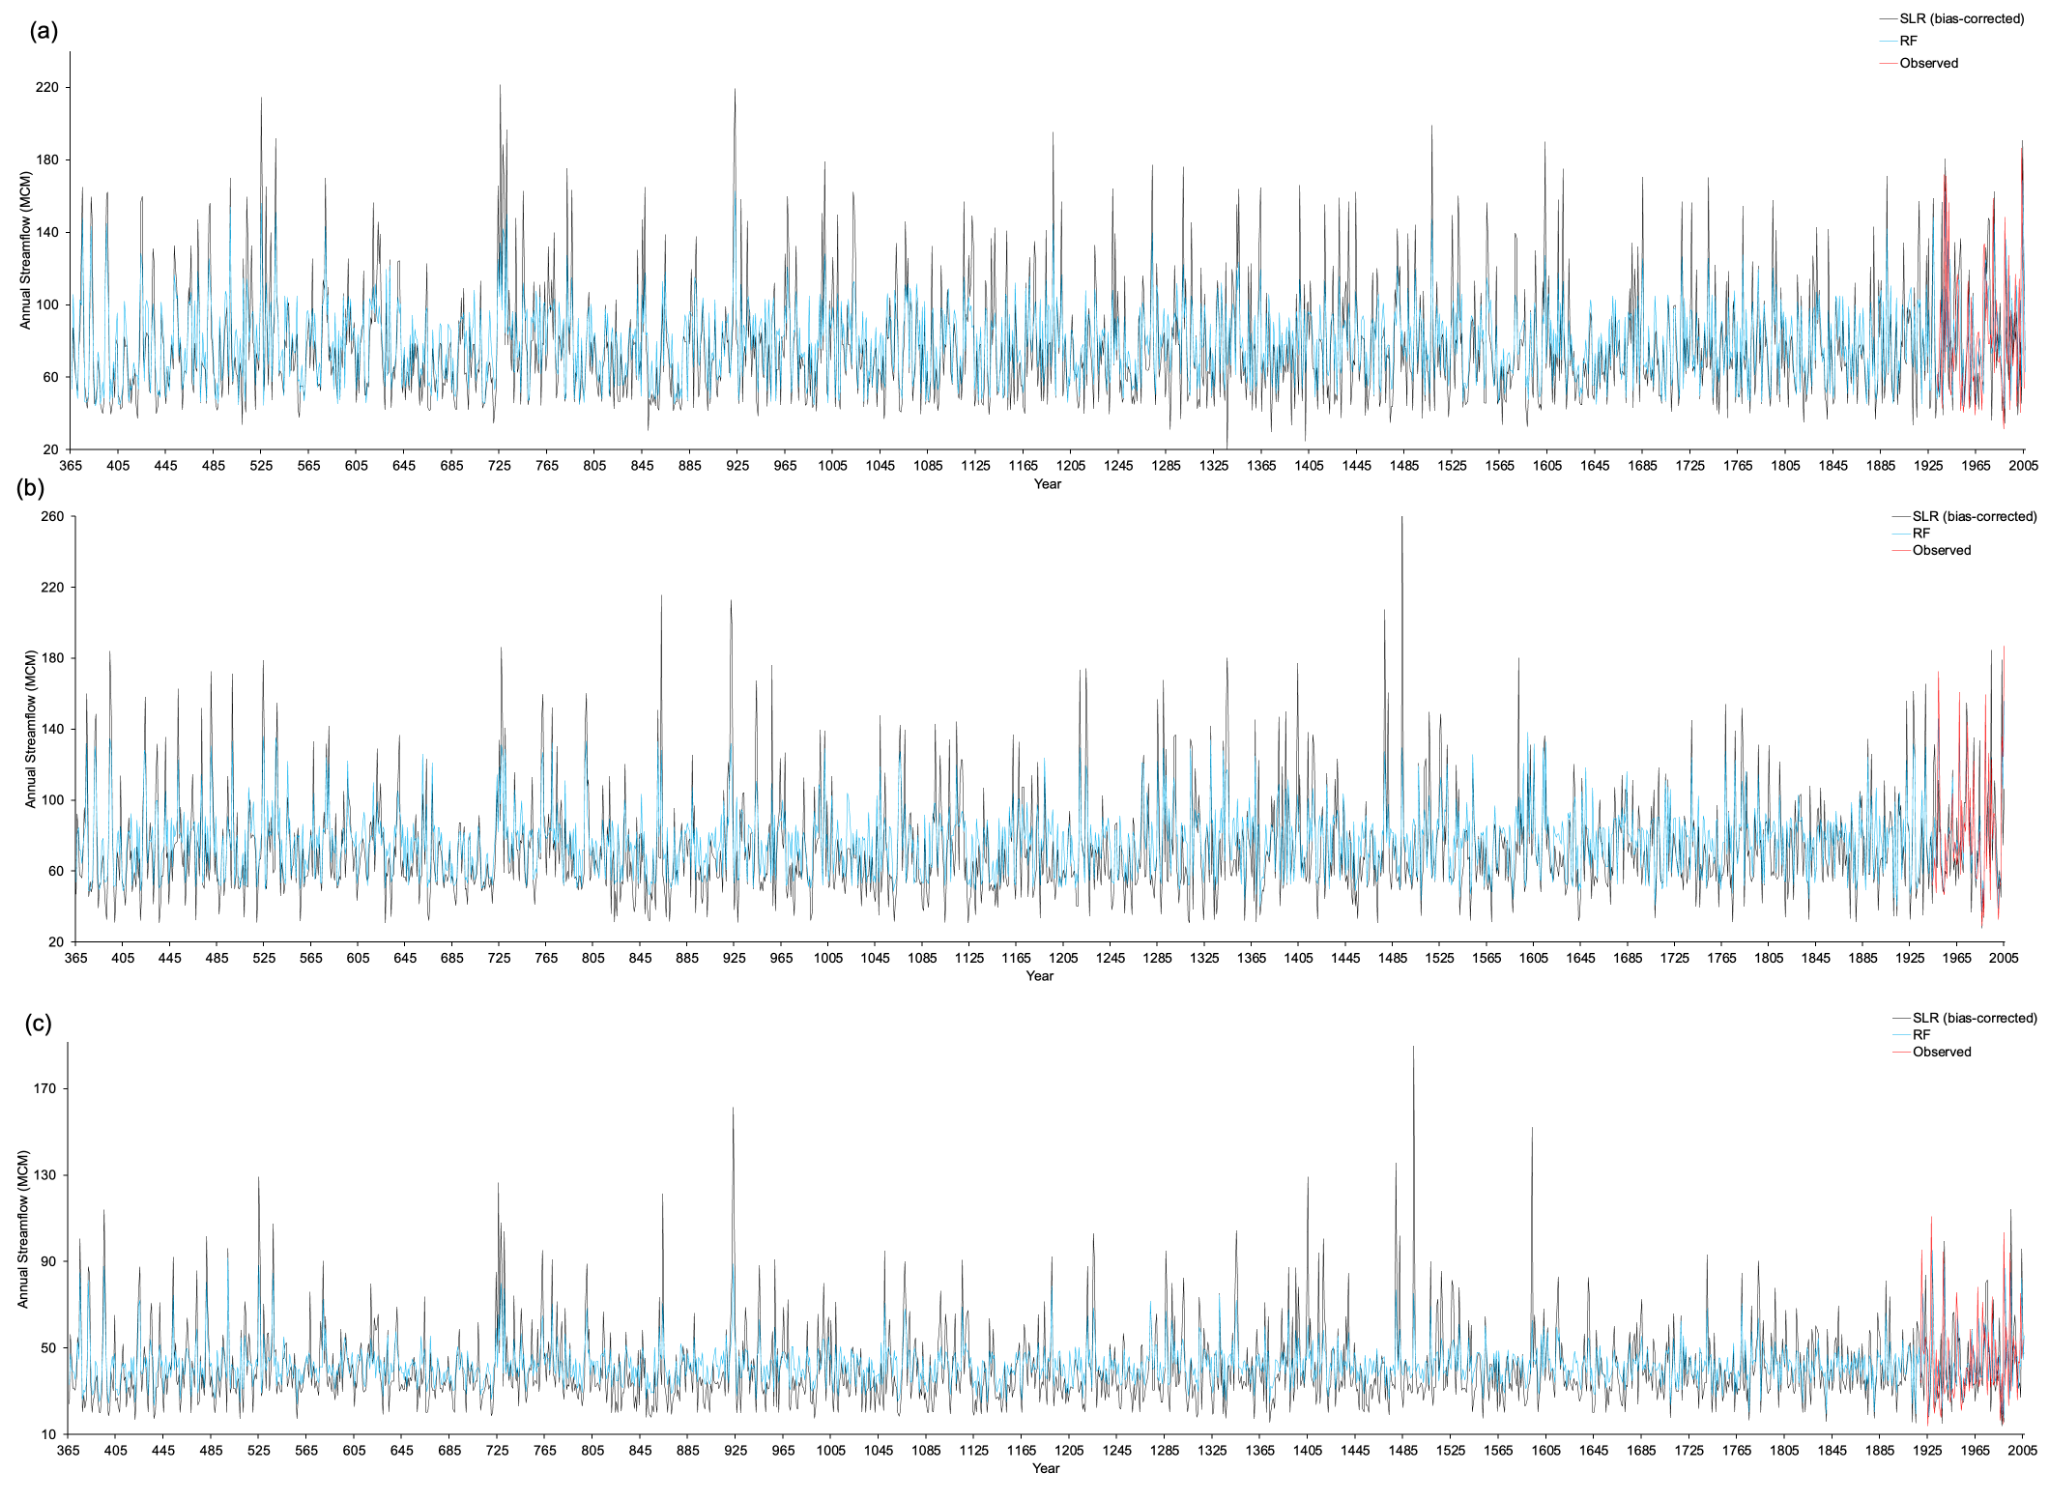 (a)
SLR (bias-corrected)
RF
Observed
Annual Streamflow (MCM)
220
180
140
100
60
20
365 405 445 485 525 565 605 645 685 725 765 805 845 885 925 965 1005 1045 1085 1125 1165 1205 1245 1285 1325 1365 1405 1445 1485 1525 1565 1605 1645 1685 1725 1765 1805 1845 1885 1925 1965 2005
Year
(b)
SLR (bias-corrected)
RF
Observed
Annual Streamflow (MCM)
260
220
180
140
100
60
20
365 405 445 485 525 565 605 645 685 725 765 805 845 885 925 965 1005 1045 1085 1125 1165 1205 1245 1285 1325 1365 1405 1445 1485 1525 1565 1605 1645 1685 1725 1765 1805 1845 1885 1925 1965 2005
Year
(c)
SLR (bias-corrected)
RF
Observed
Annual Streamflow (MCM)
170
130
90
50
10
365 405 445 485 525 565 605 645 685 725 765 805 845 885 925 965 1005 1045 1085 1125 1165 1205 1245 1285 1325 1365 1405 1445 1485 1525 1565 1605 1645 1685 1725 1765 1805 1845 1885 1925 1965 2005
Year